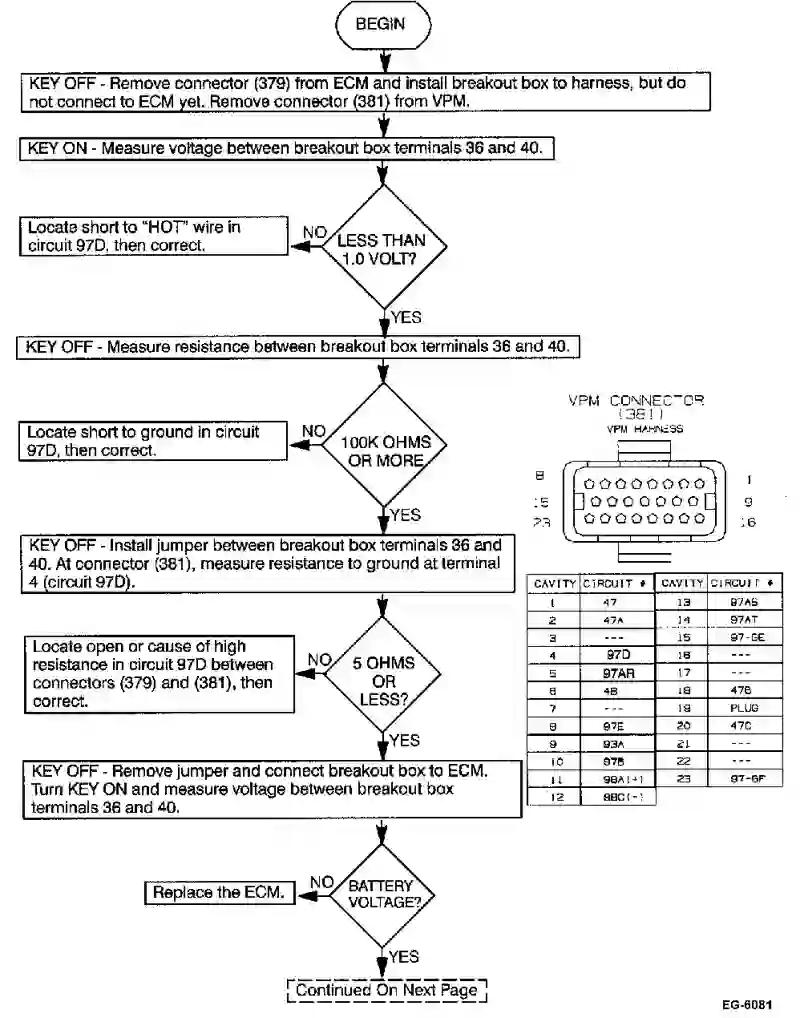 BEGIN
KEY OFF - Remove connector (379) from ECM and install breakout box to harness, but do
not connect to ECM yet. Remove connector (381) from VPM.
KEY ON - Measure voltage between breakout box terminals 36 and 40.
Locate short to "HOT" wire in
circuit 97D, then correct.
NO
LESS THAN
1.0 VOLT?
YES
KEY OFF - Measure resistance between breakout box terminals 36 and 40.
Locate short to ground in circuit
97D, then correct.
NO
100K OHMS
OR MORE
YES
KEY OFF - Install jumper between breakout box terminals 36 and
40. At connector (381), measure resistance to ground at terminal
4 (circuit 97D).
Locate open or cause of high
resistance in circuit 97D between
connectors (379) and (381), then
correct.
NO
5 OHMS
OR
LESS?
YES
KEY OFF - Remove jumper and connect breakout box to ECM.
Turn KEY ON and measure voltage between breakout box
terminals 36 and 40.
Replace the ECM.
NO
BATTERY
VOLTAGE?
YES
Continued On Next Page
VPM CONNECTOR
(381)
VPM HARNESS
8 1
15 9
23 16
CAVITY CIRCUIT # CAVITY CIRCUIT #
1 47 13 97AS
2 47A 14 97AT
3 --- 15 97-GE
4 97D 16 ---
5 97AR 17 ---
6 48 18 47B
7 --- 19 PLUG
8 97E 20 47C
9 93A 21 ---
10 97B 22 ---
11 98A(+) 23 97-GF
12 98C(-)
EG-6081